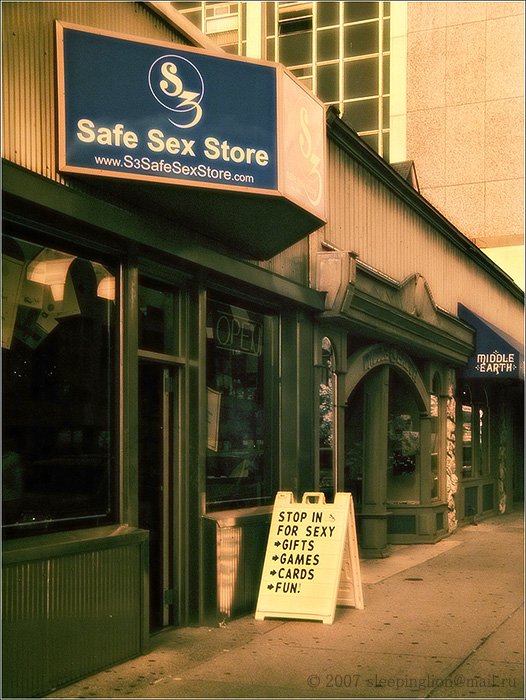 S3
Safe Sex Store
www.S3SafeSexStore.com
S3
OPEN
MIDDLE
EARTH
STOP IN
FOR SEXY
➔GIFTS
➔GAMES
➔CARDS
➔FUN!
© 2007 sleepinglion@mail.ru